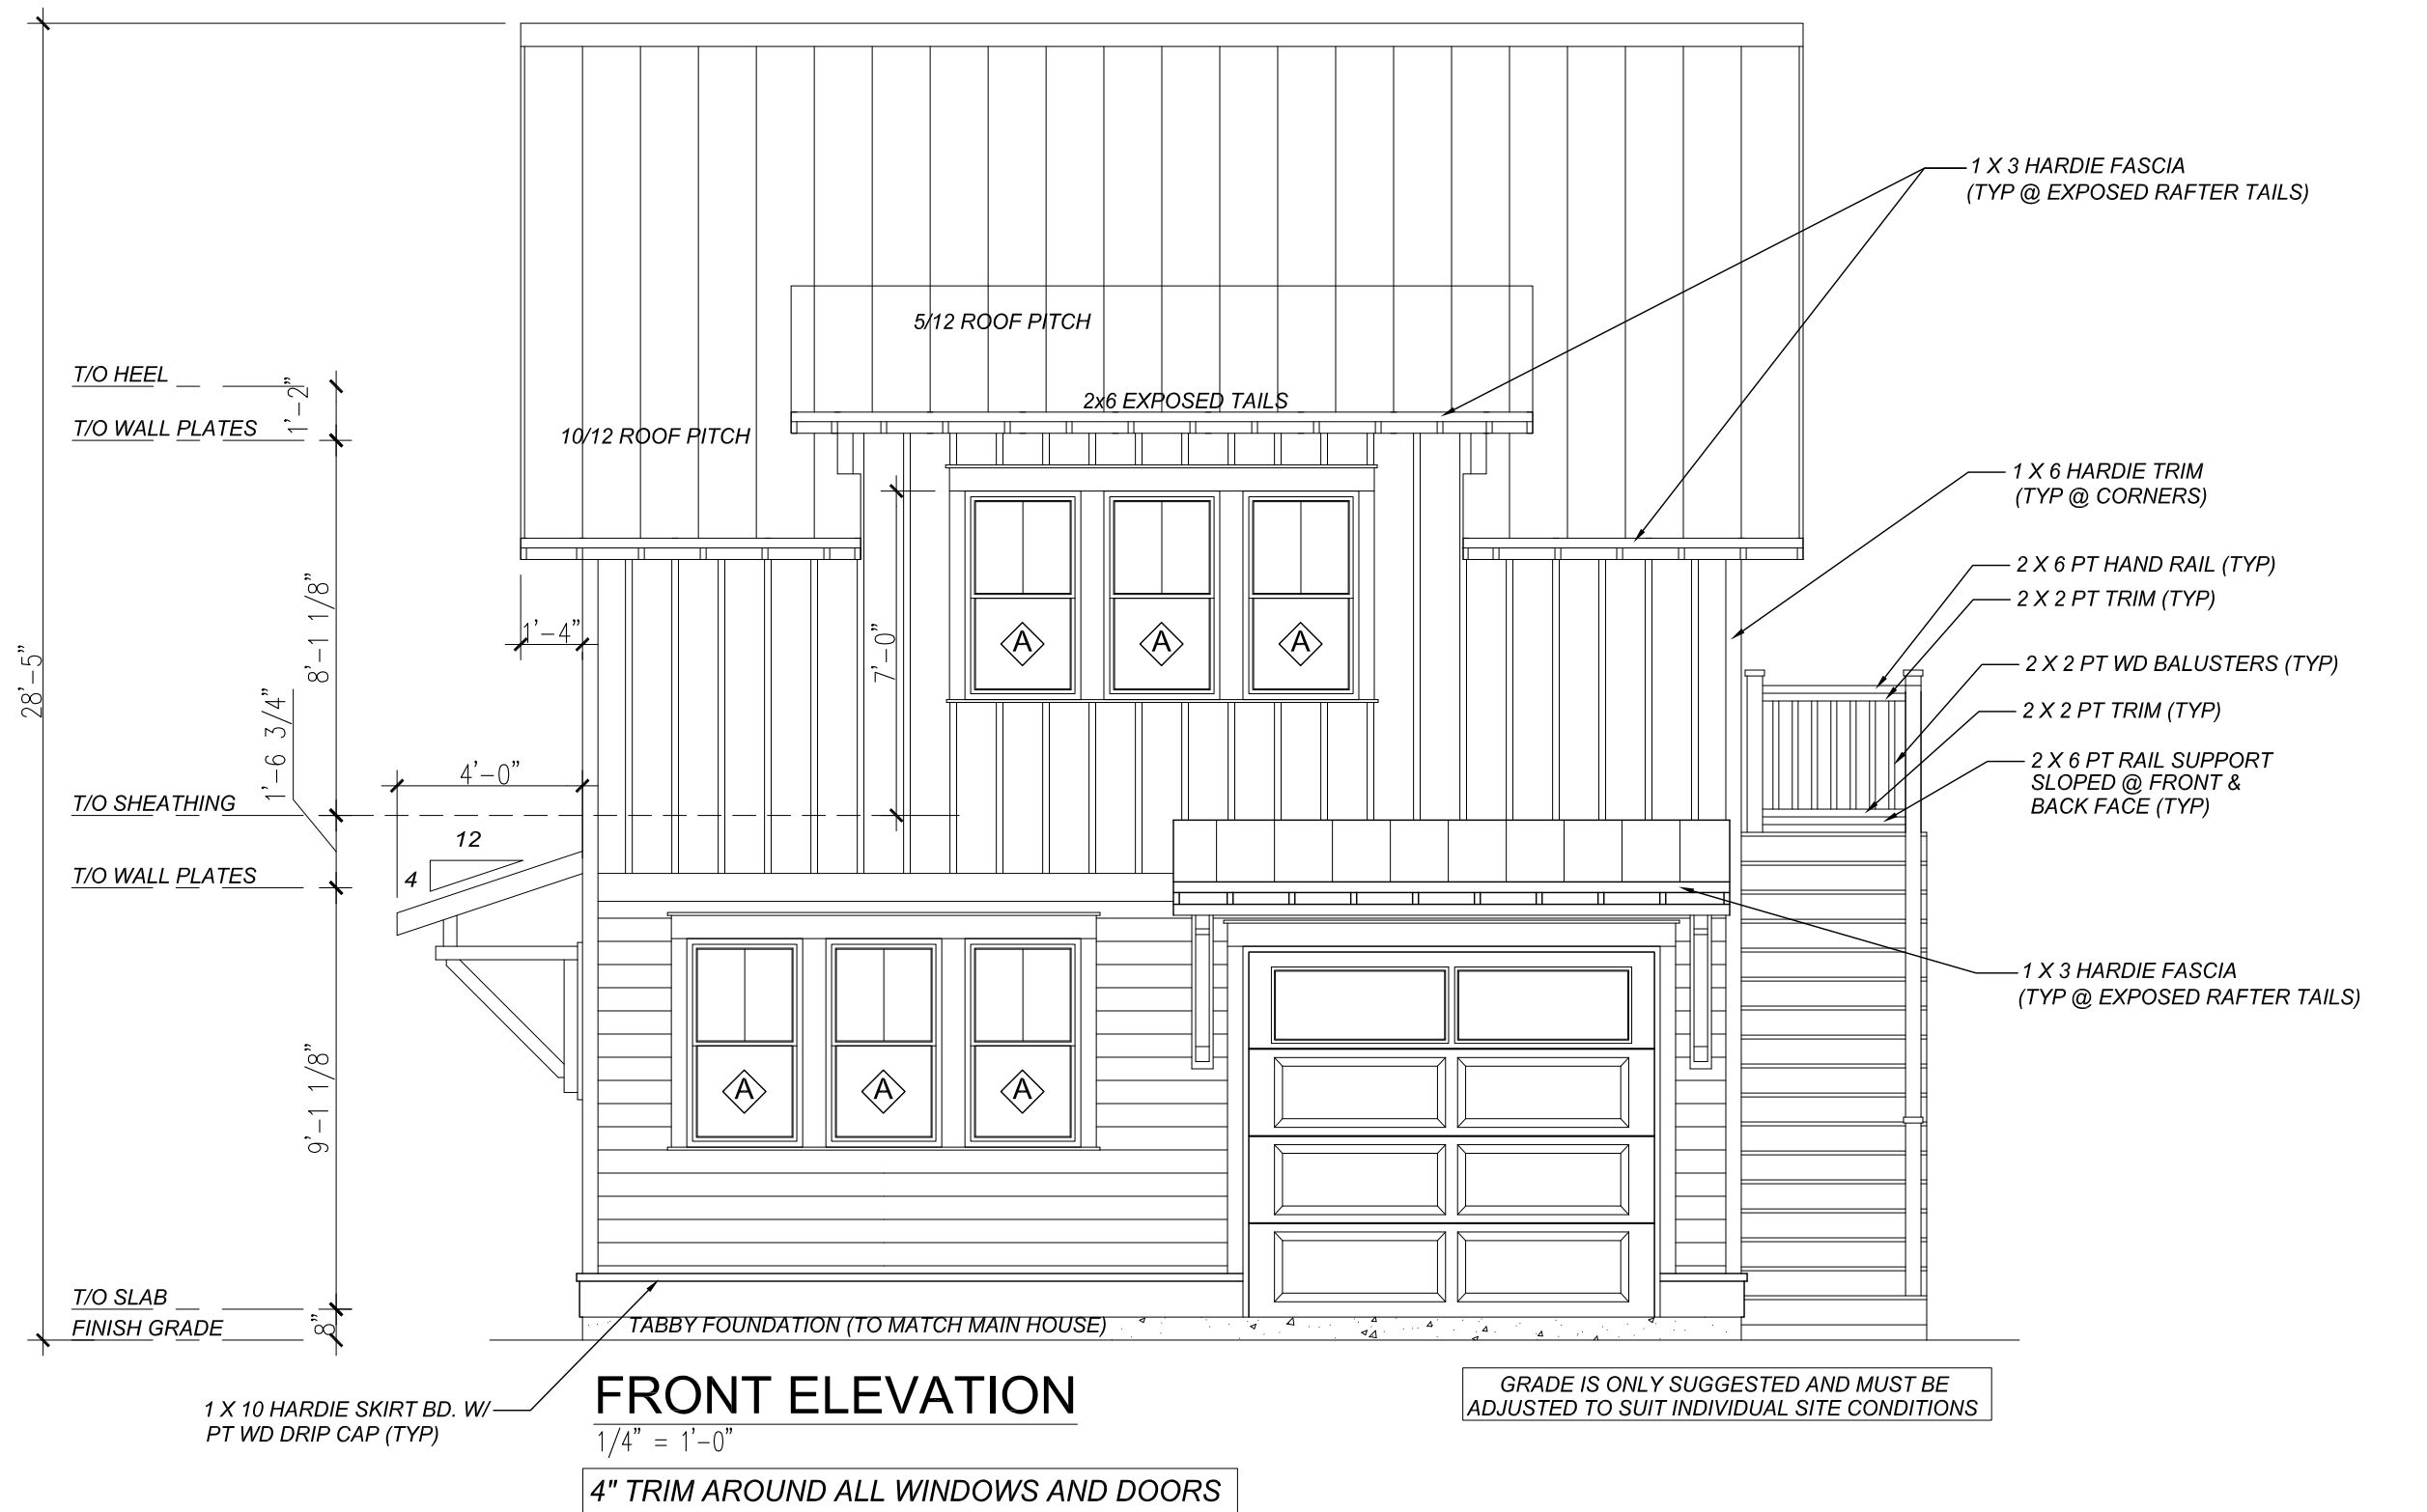 1 X 3 HARDIE FASCIA
(TYP @ EXPOSED RAFTER TAILS)
5/12 ROOF PITCH
T/O HEEL
1'-2"
2x6 EXPOSED TAILS
T/O WALL PLATES
10/12 ROOF PITCH
1 X 6 HARDIE TRIM
(TYP @ CORNERS)
2 X 6 PT HAND RAIL (TYP)
2 X 2 PT TRIM (TYP)
8'-1 1/8"
1'-4"
7'-0"
A
A
A
28'-5"
2 X 2 PT WD BALUSTERS (TYP)
2 X 2 PT TRIM (TYP)
1'-6 3/4"
4'-0"
2 X 6 PT RAIL SUPPORT
SLOPED @ FRONT &
BACK FACE (TYP)
T/O SHEATHING
12
4
T/O WALL PLATES
1 X 3 HARDIE FASCIA
(TYP @ EXPOSED RAFTER TAILS)
9'-1 1/8"
A
A
A
T/O SLAB
FINISH GRADE
8"
TABBY FOUNDATION (TO MATCH MAIN HOUSE)
1 X 10 HARDIE SKIRT BD. W/
PT WD DRIP CAP (TYP)
FRONT ELEVATION
1/4" = 1'-0"
GRADE IS ONLY SUGGESTED AND MUST BE
ADJUSTED TO SUIT INDIVIDUAL SITE CONDITIONS
4" TRIM AROUND ALL WINDOWS AND DOORS